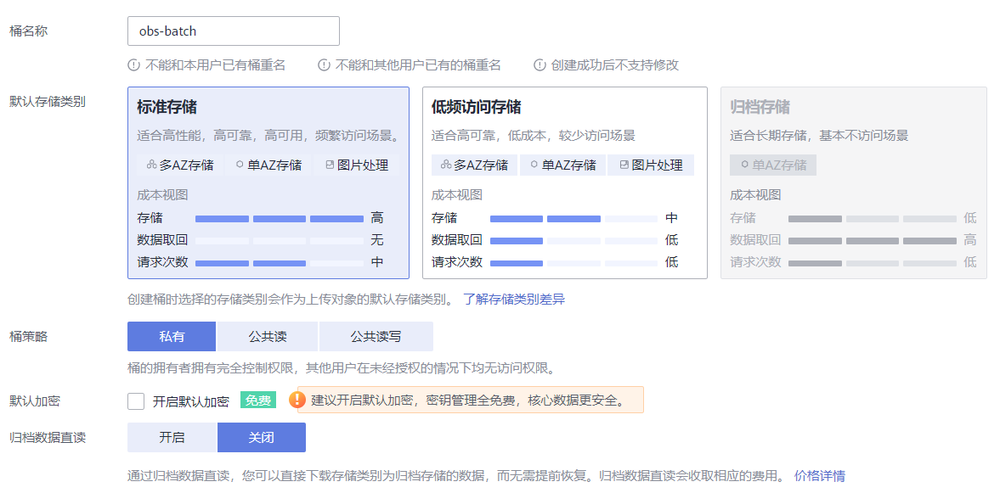 桶名称 obs-batch
不能和本用户已有桶重名 不能和其他用户已有的桶重名 创建成功后不支持修改
默认存储类别
标准存储
适合高性能，高可靠，高可用，频繁访问场景。
多AZ存储 单AZ存储 图片处理
成本视图
存储 高
数据取回 无
请求次数 中
低频访问存储
适合高可靠，低成本，较少访问场景
多AZ存储 单AZ存储 图片处理
成本视图
存储 中
数据取回 低
请求次数 低
归档存储
适合长期存储，基本不访问场景
单AZ存储
成本视图
存储 低
数据取回 高
请求次数 低
创建桶时选择的存储类别会作为上传对象的默认存储类别。 了解存储类别差异
桶策略 私有 公共读 公共读写
桶的拥有者拥有完全控制权限，其他用户在未经授权的情况下均无访问权限。
默认加密 开启默认加密 免费 建议开启默认加密，密钥管理全免费，核心数据更安全。
归档数据直读 开启 关闭
通过归档数据直读，您可以直接下载存储类别为归档存储的数据，而无需提前恢复。归档数据直读会收取相应的费用。 价格详情